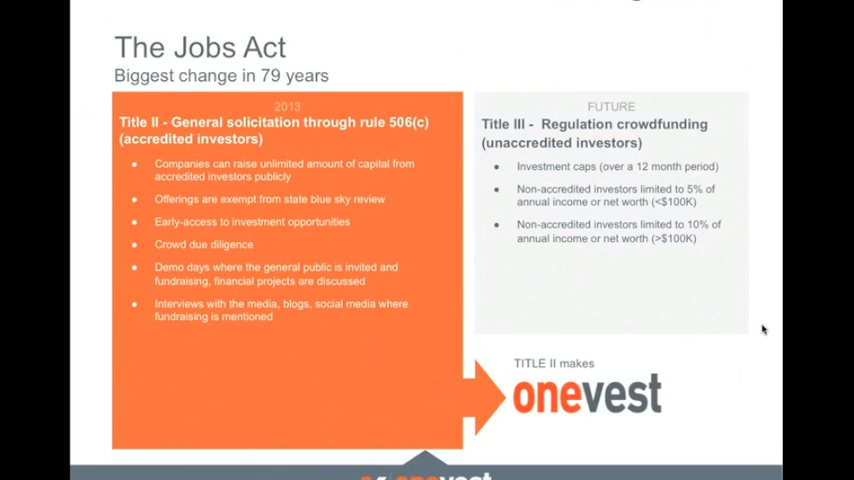 The Jobs Act
Biggest change in 79 years
2013
Title II - General solicitation through rule 506(c)
(accredited investors)
● Companies can raise unlimited amount of capital from
accredited investors publicly
● Offerings are exempt from state blue sky review
● Early-access to investment opportunities
● Crowd due diligence
● Demo days where the general public is invited and
fundraising, financial projects are discussed
● Interviews with the media, blogs, social media where
fundraising is mentioned
FUTURE
Title III - Regulation crowdfunding
(unaccredited investors)
● Investment caps (over a 12 month period)
● Non-accredited investors limited to 5% of
annual income or net worth (<$100K)
● Non-accredited investors limited to 10% of
annual income or net worth (>$100K)
TITLE II makes
onevest
onevest